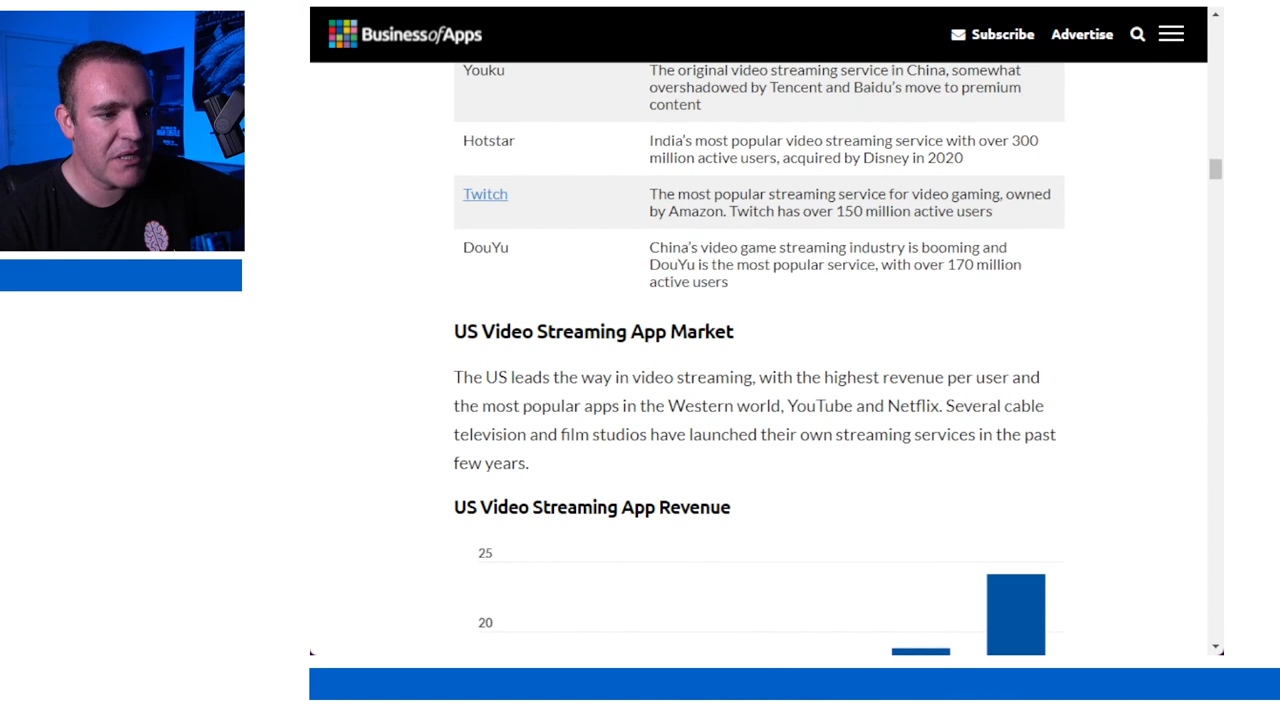 BusinessofApps
Subscribe Advertise
Youku
The original video streaming service in China, somewhat
overshadowed by Tencent and Baidu's move to premium
content
Hotstar
India's most popular video streaming service with over 300
million active users, acquired by Disney in 2020
Twitch
The most popular streaming service for video gaming, owned
by Amazon. Twitch has over 150 million active users
DouYu
China's video game streaming industry is booming and
DouYu is the most popular service, with over 170 million
active users
US Video Streaming App Market
The US leads the way in video streaming, with the highest revenue per user and
the most popular apps in the Western world, YouTube and Netflix. Several cable
television and film studios have launched their own streaming services in the past
few years.
US Video Streaming App Revenue
25
20